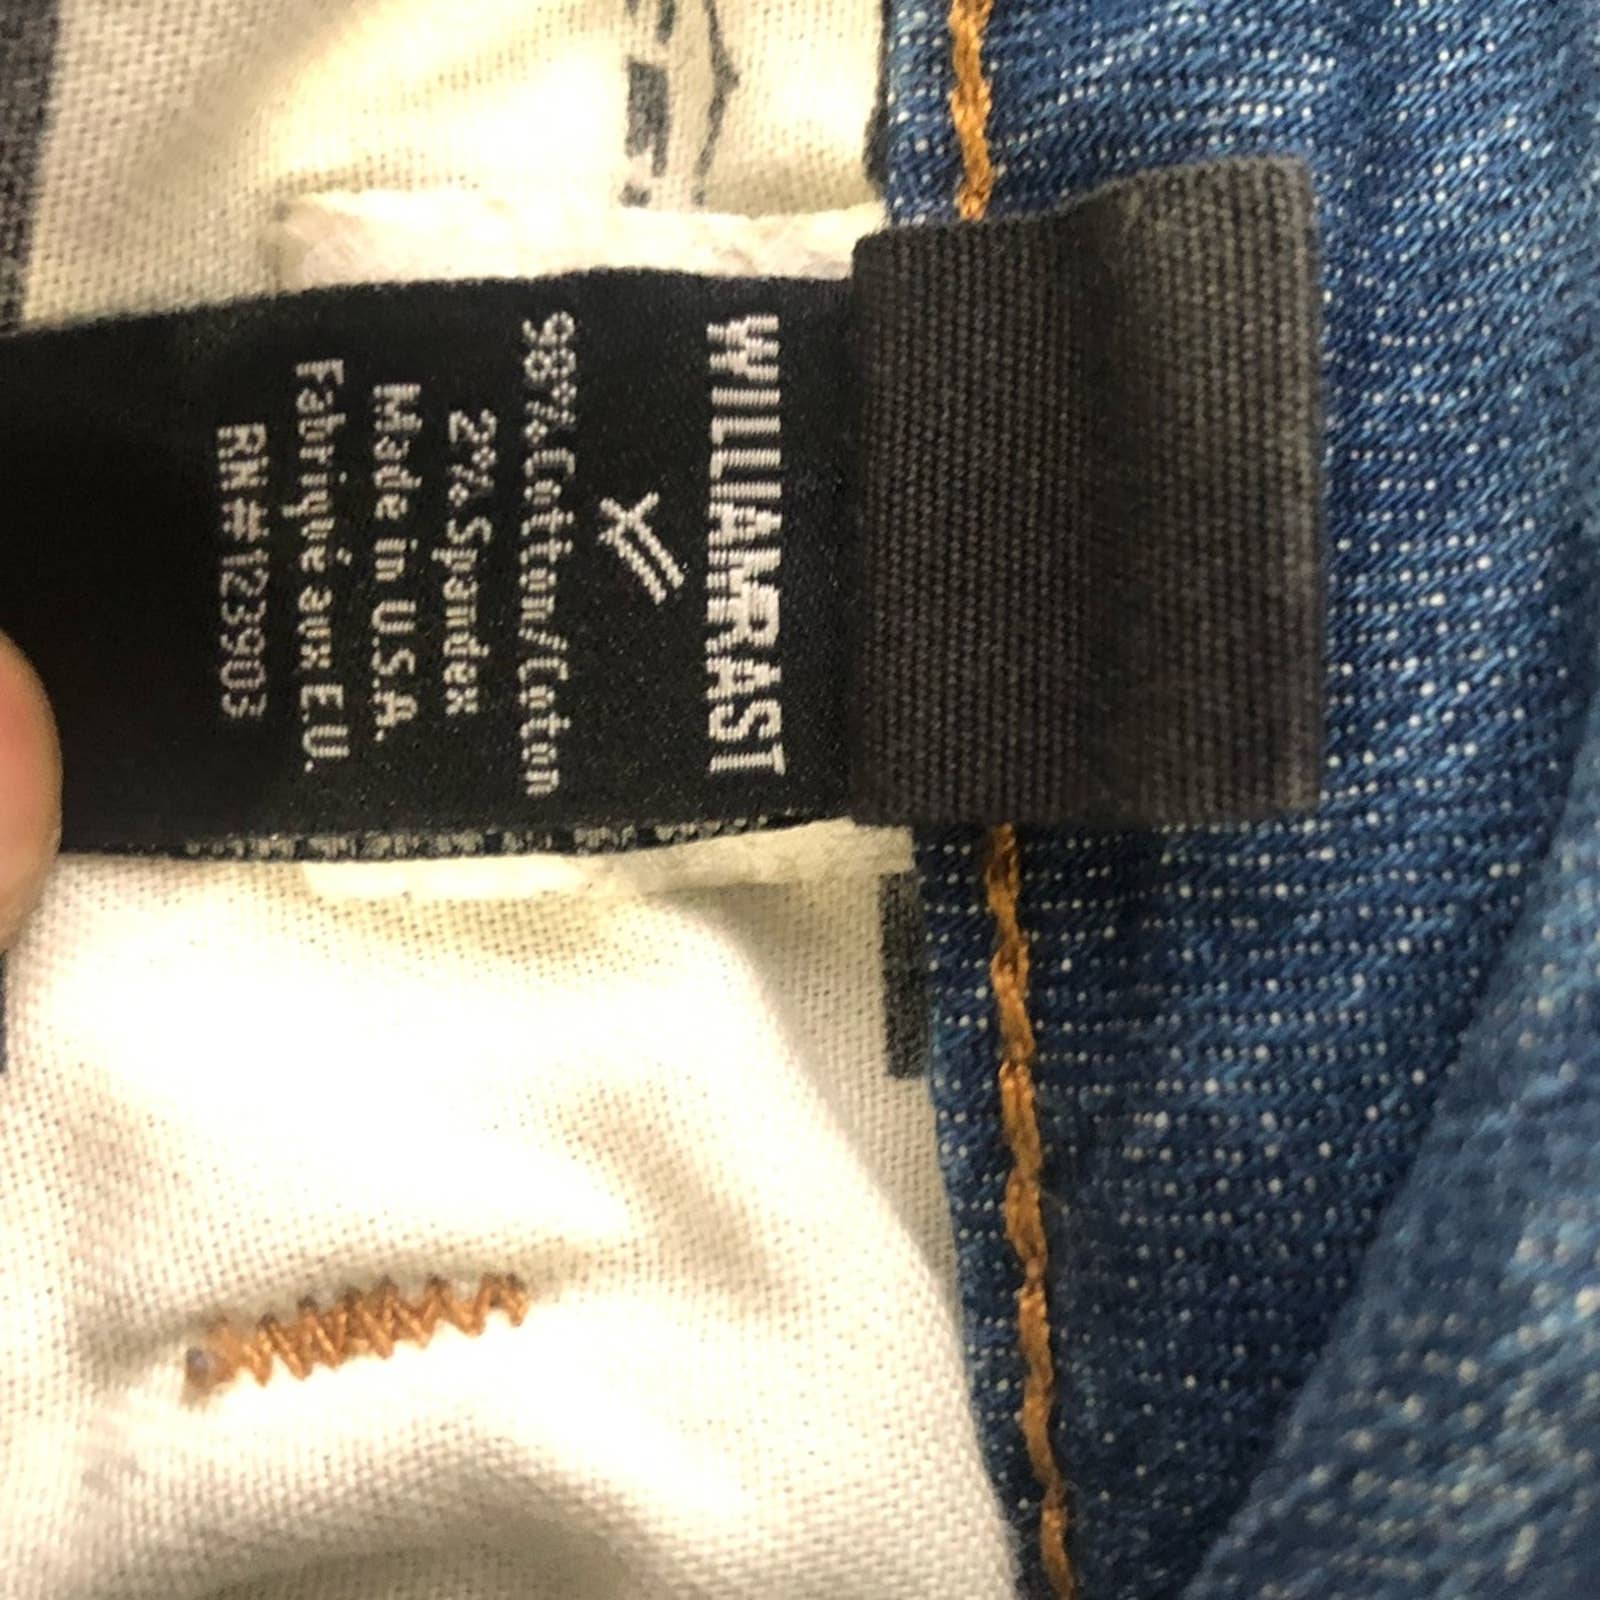 WILLIAMRAST
98%Cotton/Coton
2%Spandex
Made in U.S.A.
Fabriqué aux E.U.
RN#123903